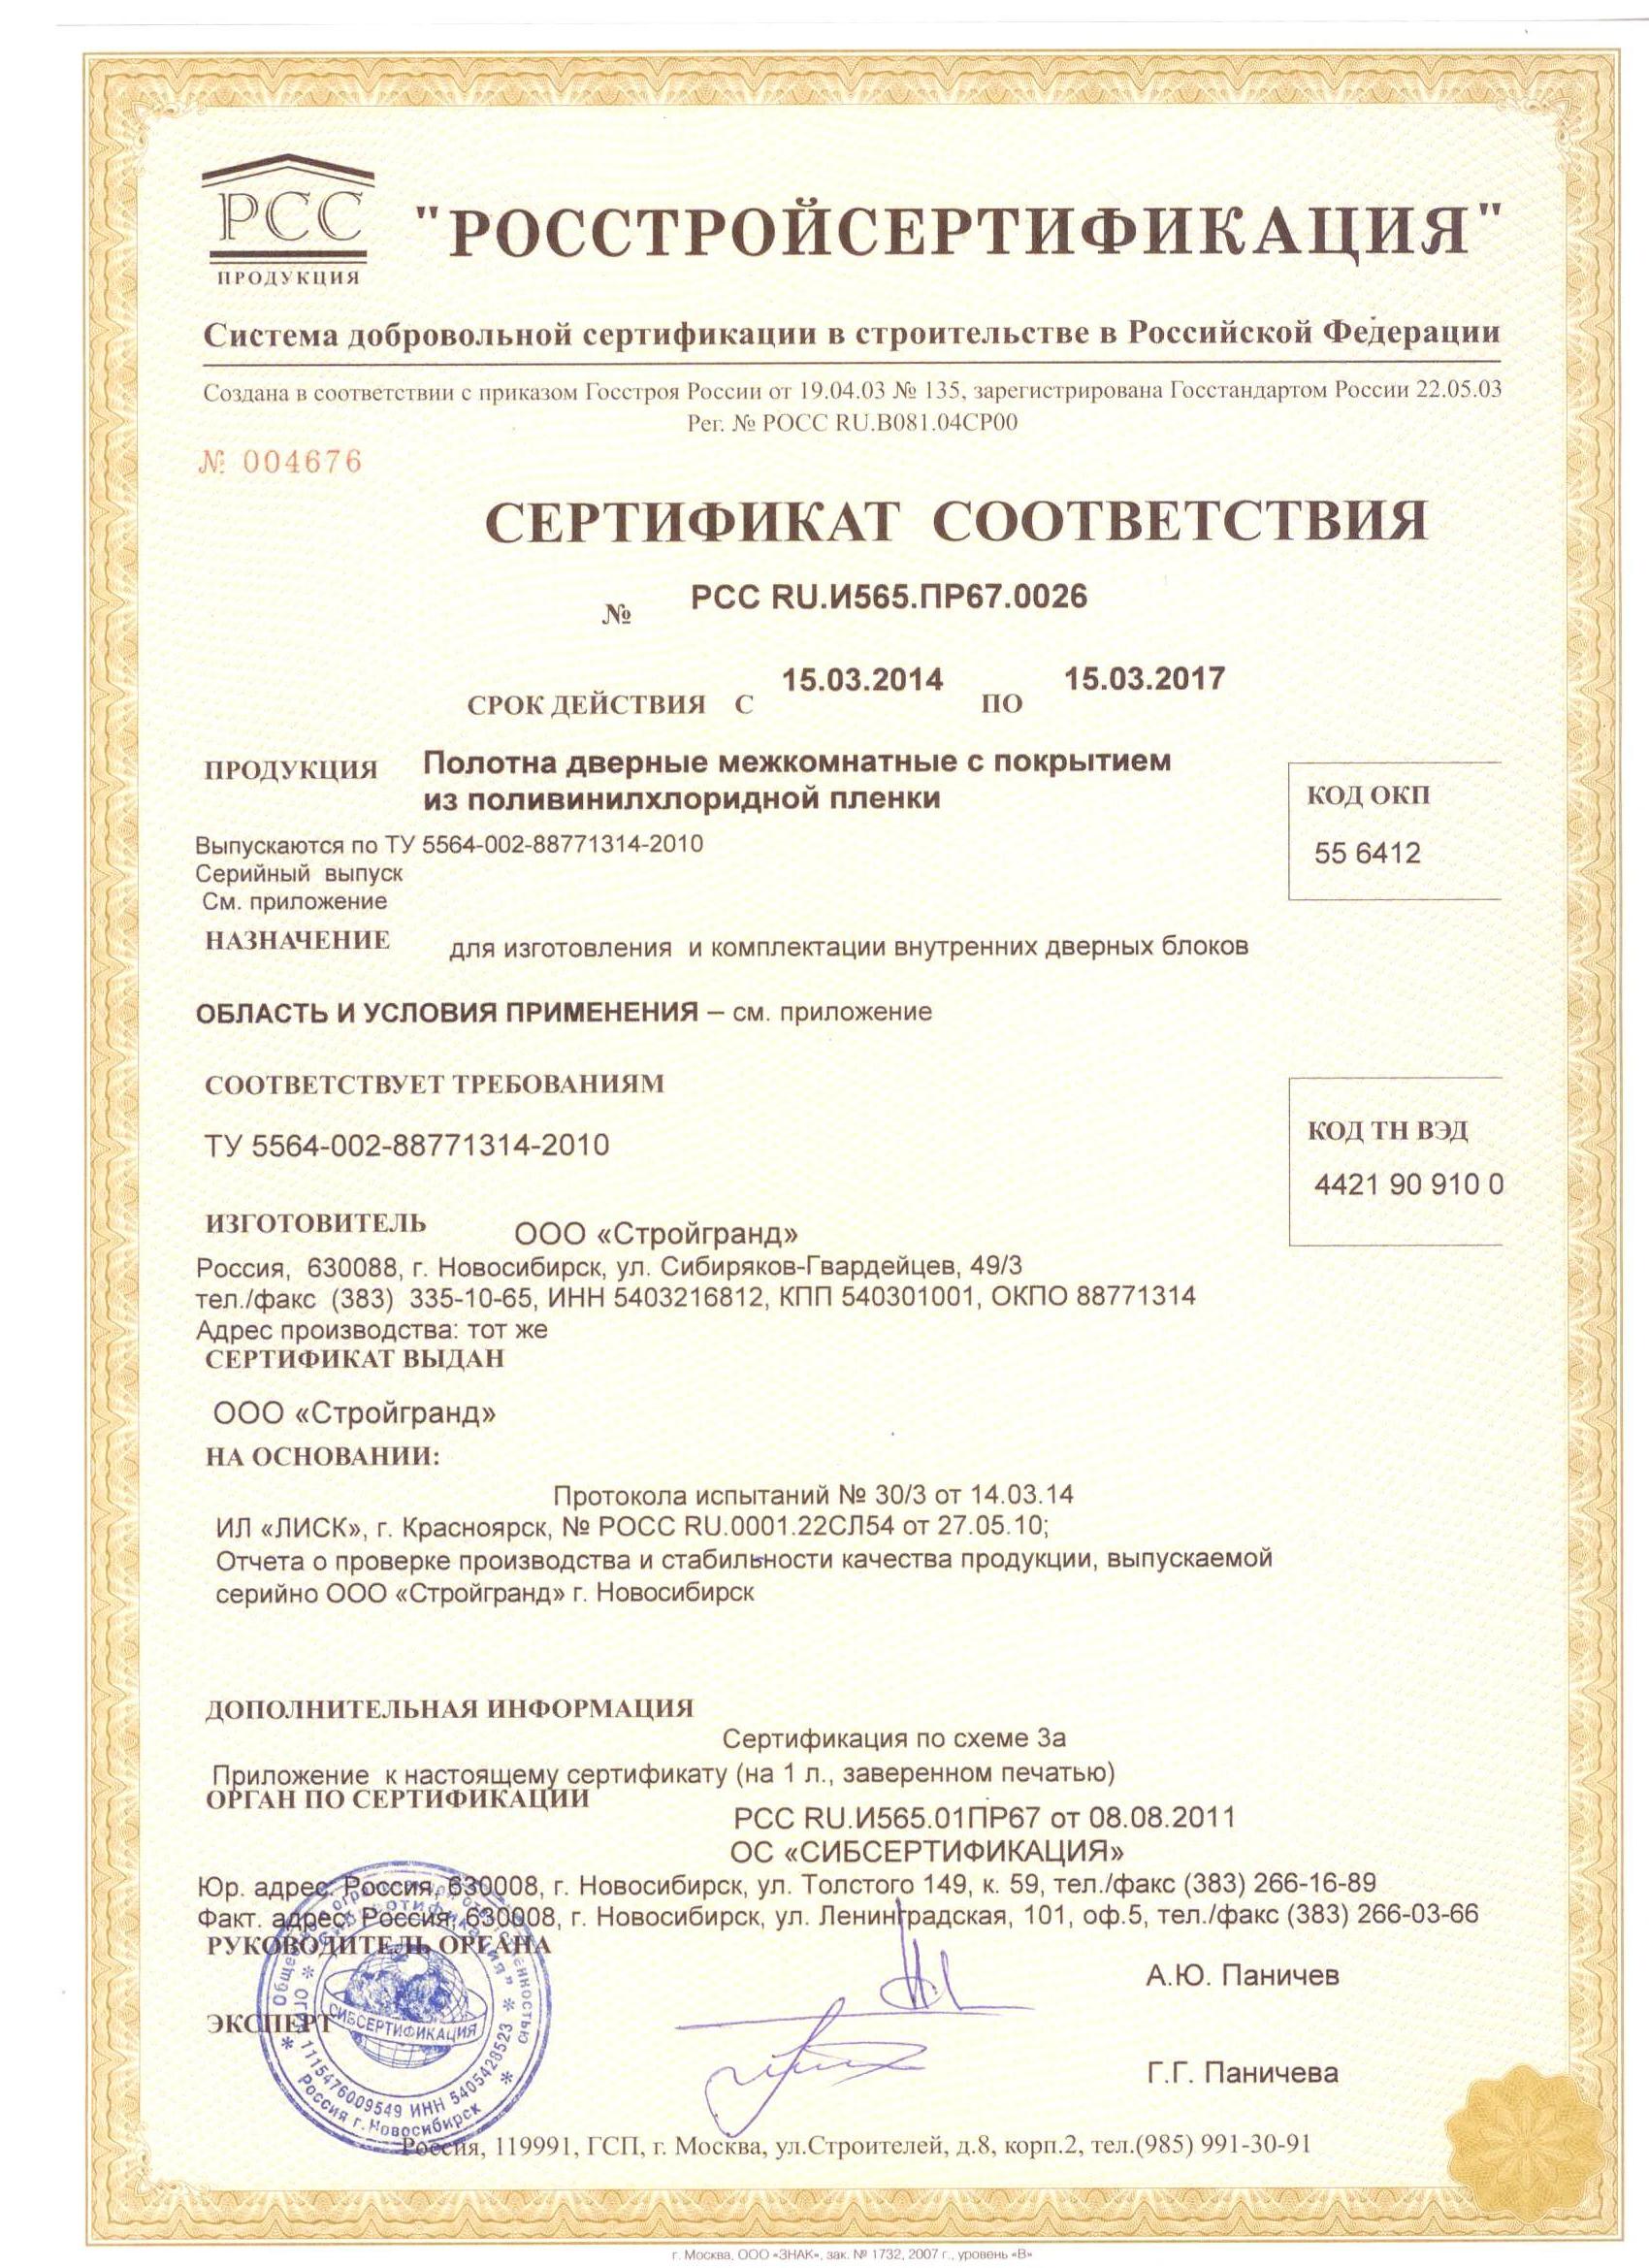 РСС
ПРОДУКЦИЯ
"РОССТРОЙСЕРТИФИКАЦИЯ"
Система добровольной сертификации в строительстве в Российской Федерации
Создана в соответствии с приказом Госстроя России от 19.04.03 № 135, зарегистрирована Госстандартом России 22.05.03
Рег. № РОСС RU.В081.04СР00
№ 004676
СЕРТИФИКАТ СООТВЕТСТВИЯ
№ РСС RU.И565.ПР67.0026
СРОК ДЕЙСТВИЯ С 15.03.2014 ПО 15.03.2017
ПРОДУКЦИЯ Полотна дверные межкомнатные с покрытием
из поливинилхлоридной пленки
КОД ОКП
55 6412
Выпускаются по ТУ 5564-002-88771314-2010
Серийный выпуск
См. приложение
НАЗНАЧЕНИЕ для изготовления и комплектации внутренних дверных блоков
ОБЛАСТЬ И УСЛОВИЯ ПРИМЕНЕНИЯ – см. приложение
СООТВЕТСТВУЕТ ТРЕБОВАНИЯМ
ТУ 5564-002-88771314-2010
КОД ТН ВЭД
4421 90 910 0
ИЗГОТОВИТЕЛЬ ООО «Стройгранд»
Россия, 630088, г. Новосибирск, ул. Сибиряков-Гвардейцев, 49/3
тел./факс (383) 335-10-65, ИНН 5403216812, КПП 540301001, ОКПО 88771314
Адрес производства: тот же
СЕРТИФИКАТ ВЫДАН
ООО «Стройгранд»
НА ОСНОВАНИИ:
Протокола испытаний № 30/3 от 14.03.14
ИЛ «ЛИСК», г. Красноярск, № РОСС RU.0001.22СЛ54 от 27.05.10;
Отчета о проверке производства и стабильности качества продукции, выпускаемой
серийно ООО «Стройгранд» г. Новосибирск
ДОПОЛНИТЕЛЬНАЯ ИНФОРМАЦИЯ
Сертификация по схеме 3а
Приложение к настоящему сертификату (на 1 л., заверенном печатью)
ОРГАН ПО СЕРТИФИКАЦИИ
РСС RU.И565.01ПР67 от 08.08.2011
ОС «СИБСЕРТИФИКАЦИЯ»
Юр. адрес: Россия, 630008, г. Новосибирск, ул. Толстого 149, к. 59, тел./факс (383) 266-16-89
Факт. адрес: Россия, 630008, г. Новосибирск, ул. Ленинградская, 101, оф.5, тел./факс (383) 266-03-66
РУКОВОДИТЕЛЬ ОРГАНА
А.Ю. Паничев
ЭКСПЕРТ
Г.Г. Паничева
СИБСЕРТИФИКАЦИЯ
ОГРН 1115476009549 ИНН 5405428523
Россия г. Новосибирск
Россия, 119991, ГСП, г. Москва, ул.Строителей, д.8, корп.2, тел.(985) 991-30-91
г. Москва, ООО «ЗНАК», зак. № 1732, 2007 г., уровень «В»